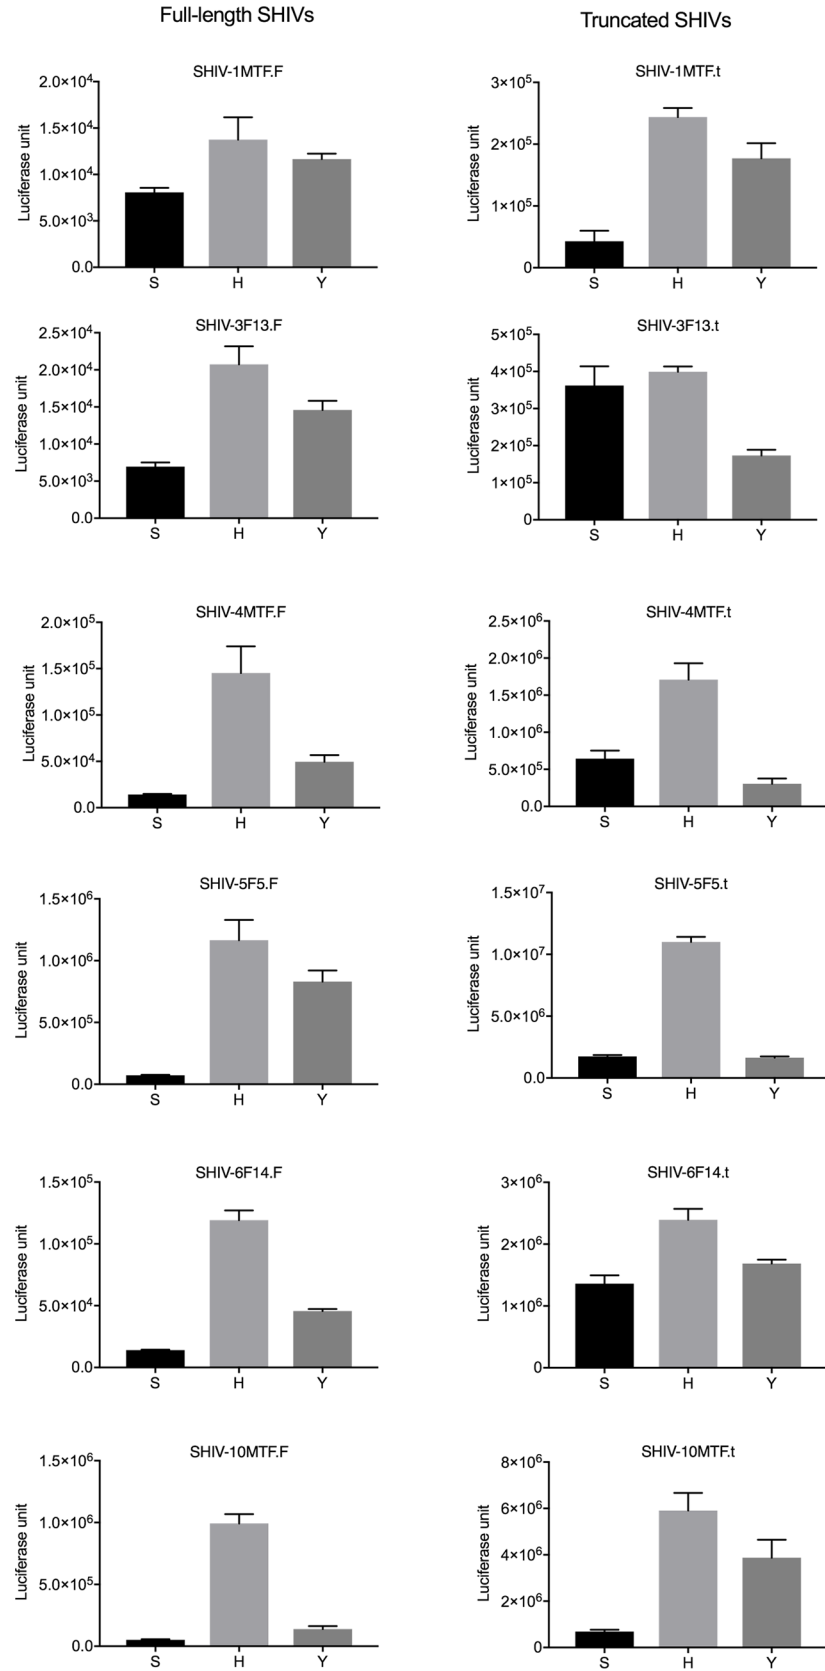 Full-length SHIVs
Truncated SHIVs
SHIV-1MTF.F
Luciferase unit
2.0×10⁴
1.5×10⁴
1.0×10⁴
5.0×10³
0.0
S H Y
SHIV-1MTF.t
Luciferase unit
3×10⁵
2×10⁵
1×10⁵
0
S H Y
SHIV-3F13.F
Luciferase unit
2.5×10⁴
2.0×10⁴
1.5×10⁴
1.0×10⁴
5.0×10³
0.0
S H Y
SHIV-3F13.t
Luciferase unit
5×10⁵
4×10⁵
3×10⁵
2×10⁵
1×10⁵
0
S H Y
SHIV-4MTF.F
Luciferase unit
2.0×10⁵
1.5×10⁵
1.0×10⁵
5.0×10⁴
0.0
S H Y
SHIV-4MTF.t
Luciferase unit
2.5×10⁶
2.0×10⁶
1.5×10⁶
1.0×10⁶
5.0×10⁵
0.0
S H Y
SHIV-5F5.F
Luciferase unit
1.5×10⁶
1.0×10⁶
5.0×10⁵
0.0
S H Y
SHIV-5F5.t
Luciferase unit
1.5×10⁷
1.0×10⁷
5.0×10⁶
0.0
S H Y
SHIV-6F14.F
Luciferase unit
1.5×10⁵
1.0×10⁵
5.0×10⁴
0.0
S H Y
SHIV-6F14.t
Luciferase unit
3×10⁶
2×10⁶
1×10⁶
0
S H Y
SHIV-10MTF.F
Luciferase unit
1.5×10⁶
1.0×10⁶
5.0×10⁵
0.0
S H Y
SHIV-10MTF.t
Luciferase unit
8×10⁶
6×10⁶
4×10⁶
2×10⁶
0
S H Y